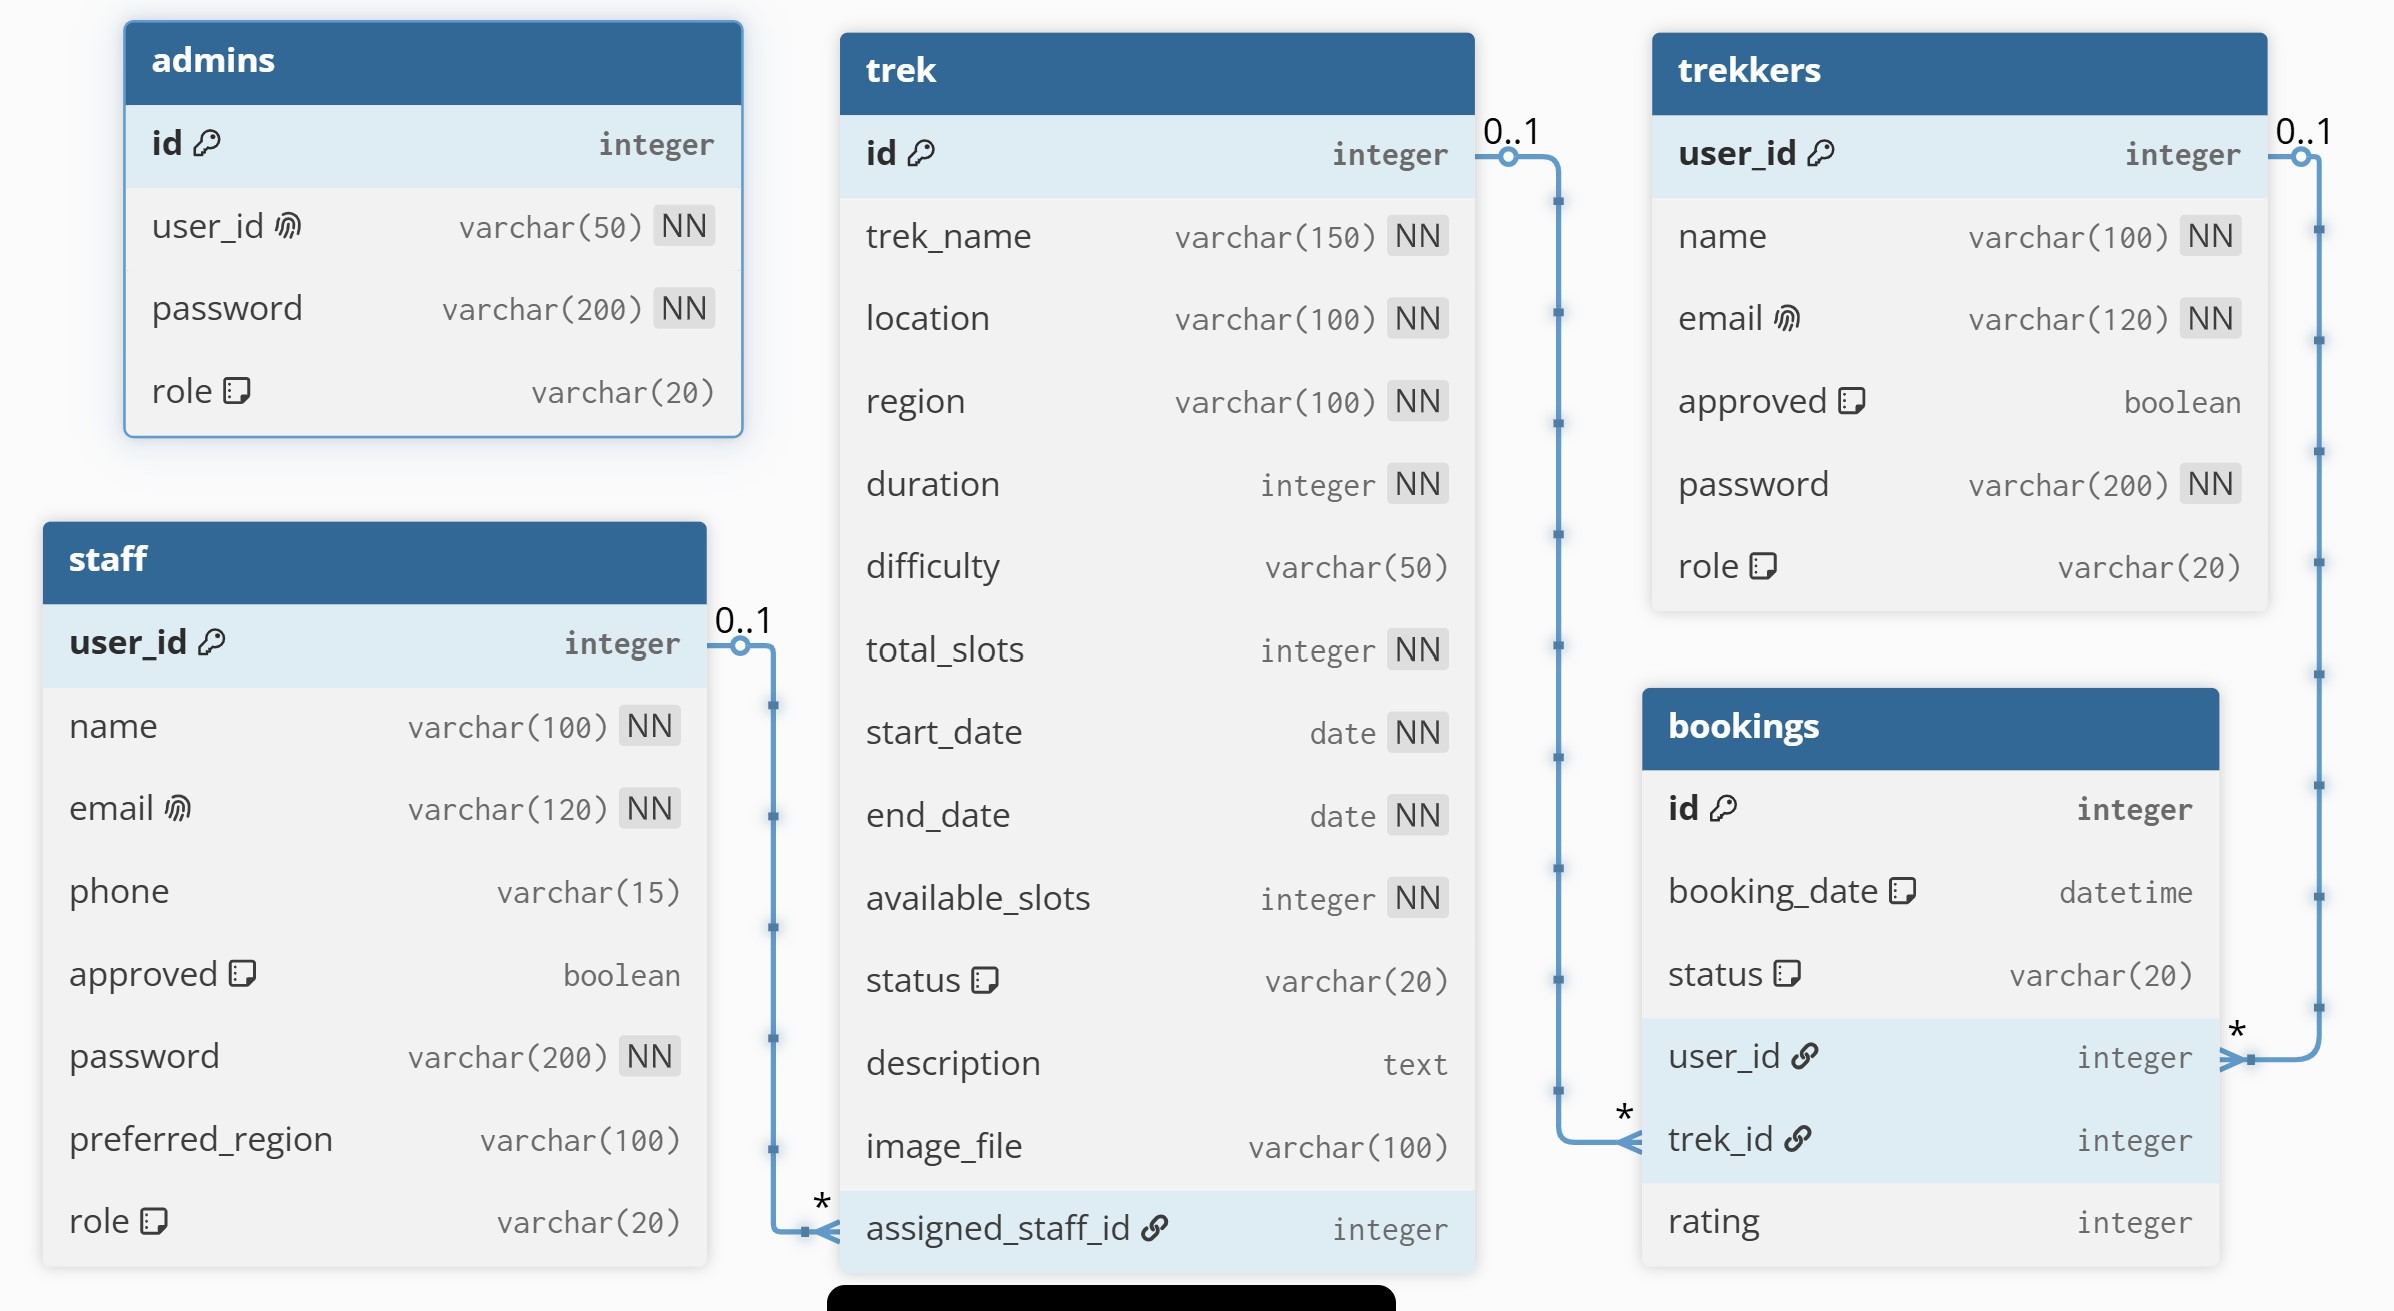 admins
id integer
user_id varchar(50) NN
password varchar(200) NN
role varchar(20)
staff
user_id integer
name varchar(100) NN
email varchar(120) NN
phone varchar(15)
approved boolean
password varchar(200) NN
preferred_region varchar(100)
role varchar(20)
0..1
*
trek
id integer
trek_name varchar(150) NN
location varchar(100) NN
region varchar(100) NN
duration integer NN
difficulty varchar(50)
total_slots integer NN
start_date date NN
end_date date NN
available_slots integer NN
status varchar(20)
description text
image_file varchar(100)
assigned_staff_id integer
0..1
*
trekkers
user_id integer
name varchar(100) NN
email varchar(120) NN
approved boolean
password varchar(200) NN
role varchar(20)
0..1
*
bookings
id integer
booking_date datetime
status varchar(20)
user_id integer
trek_id integer
rating integer